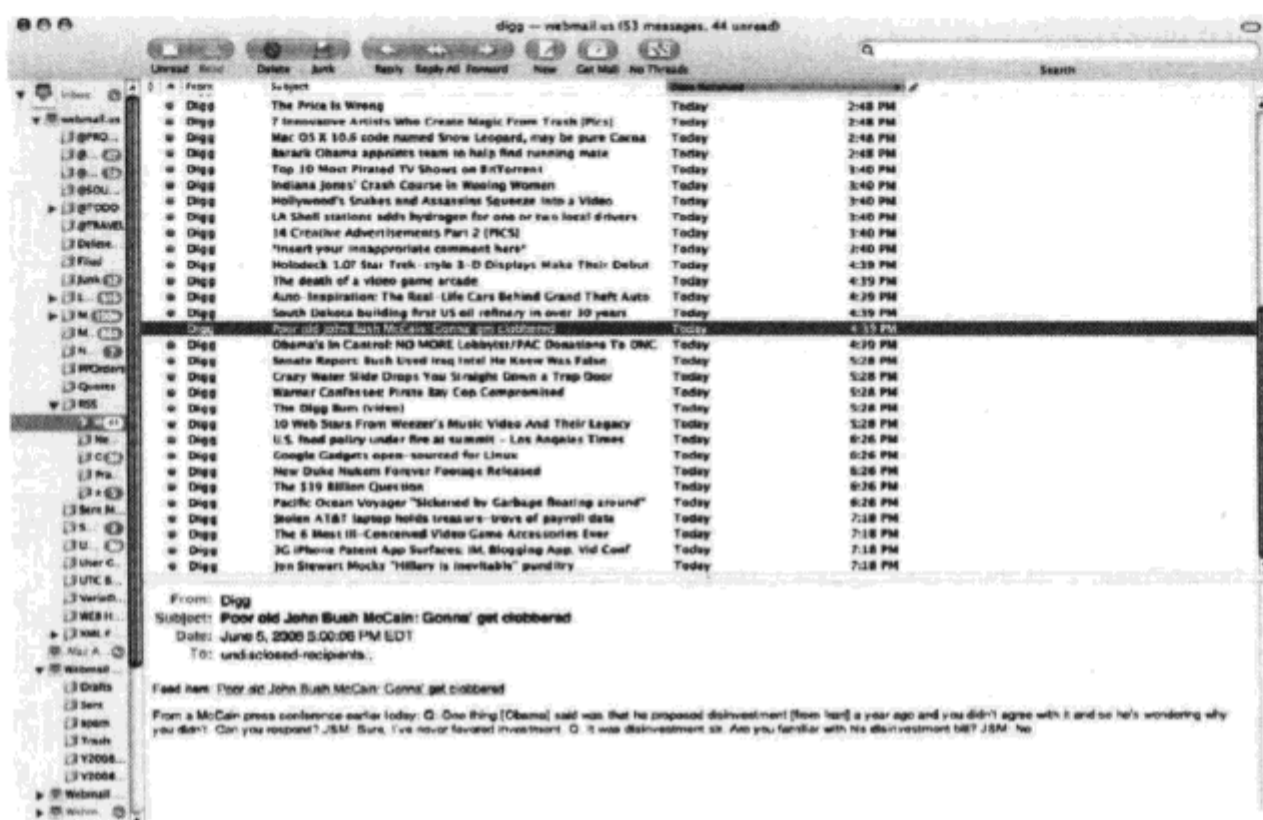 digg — webmail.us (53 messages, 44 unread)
Unread Read Delete Junk Reply Reply All Forward New Get Mail No Threads Search
From Subject Date Received
Digg The Price Is Wrong Today 2:48 PM
Digg 7 Innovative Artists Who Create Magic From Trash [Pics] Today 2:48 PM
Digg Mac OS X 10.6 code named Snow Leopard, may be pure Cocoa Today 2:48 PM
Digg Barack Obama appoints team to help find running mate Today 2:48 PM
Digg Top 10 Most Pirated TV Shows on BitTorrent Today 3:40 PM
Digg Indiana Jones' Crash Course in Wooing Women Today 3:40 PM
Digg Hollywood's Snakes and Assassins Squeeze Into a Video Today 3:40 PM
Digg LA Shell stations adds hydrogen for one or two local drivers Today 3:40 PM
Digg 14 Creative Advertisements Part 2 [PICS] Today 3:40 PM
Digg *Insert your innapproriate comment here* Today 3:40 PM
Digg Holodeck 1.0? Star Trek-style 3-D Displays Make Their Debut Today 4:39 PM
Digg The death of a video game arcade Today 4:39 PM
Digg Auto-Inspiration: The Real-Life Cars Behind Grand Theft Auto Today 4:39 PM
Digg South Dakota building first US oil refinery in over 30 years Today 4:39 PM
Digg Poor old John Bush McCain: Gonna' get clobbered Today 4:39 PM
Digg Obama's In Control: NO MORE Lobbyist/PAC Donations To DNC Today 4:39 PM
Digg Senate Report: Bush Used Iraq Intel He Knew Was False Today 5:28 PM
Digg Crazy Water Slide Drops You Straight Down a Trap Door Today 5:28 PM
Digg Warner Confesses: Pirate Bay Cop Compromised Today 5:28 PM
Digg The Digg Bum (video) Today 5:28 PM
Digg 10 Web Stars From Weezer's Music Video And Their Legacy Today 5:28 PM
Digg U.S. food policy under fire at summit - Los Angeles Times Today 6:26 PM
Digg Google Gadgets open-sourced for Linux Today 6:26 PM
Digg New Duke Nukem Forever Footage Released Today 6:26 PM
Digg The $19 Billion Question Today 6:26 PM
Digg Pacific Ocean Voyager "Sickened by Garbage floating around" Today 6:26 PM
Digg Stolen AT&T laptop holds treasure-trove of payroll data Today 7:18 PM
Digg The 6 Most Ill-Conceived Video Game Accessories Ever Today 7:18 PM
Digg 3G iPhone Patent App Surfaces: IM, Blogging App, Vid Conf Today 7:18 PM
Digg Jon Stewart Mocks "Hillary is inevitable" punditry Today 7:18 PM
Inbox
webmail.us
@PRO...
@...
@...
@SOU...
@TODO
@TRAVEL
Delete...
Filed
Junk
L...
M...
M...
N...
Quotes
RSS
Ne...
C
Fra...
Sent M...
S...
U...
User G...
UTC B...
WEB H...
XML F...
Webmail ...
Drafts
Sent
spam
Trash
Y2008...
Y2008...
Webmail ...
From: Digg
Subject: Poor old John Bush McCain: Gonna' get clobbered
Date: June 5, 2008 5:00:06 PM EDT
To: undisclosed-recipients:;
Feed item: Poor old John Bush McCain: Gonna' get clobbered
From a McCain press conference earlier today: Q: One thing [Obama] said was that he proposed disinvestment [from Iran] a year ago and you didn't agree with it and so he's wondering why
you didn't. Can you respond? JSM: Sure, I've never favored investment. Q: It was disinvestment sir. Are you familiar with his disinvestment bill? JSM: No